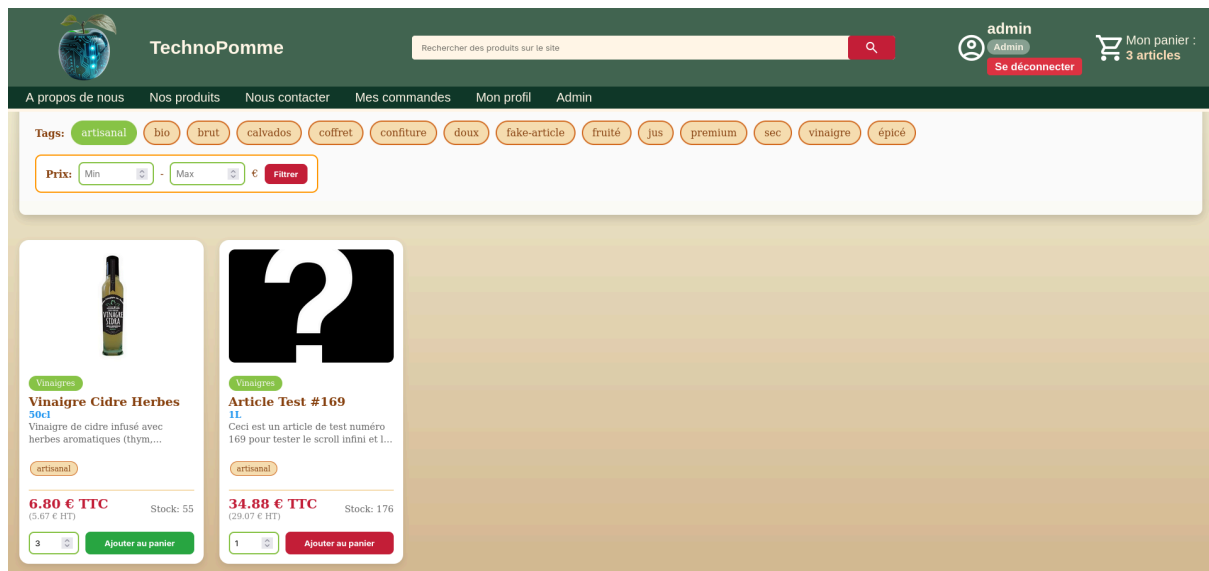 TechnoPomme
Rechercher des produits sur le site
admin
Admin
Se déconnecter
Mon panier :
3 articles
A propos de nous Nos produits Nous contacter Mes commandes Mon profil Admin
Tags: artisanal bio brut calvados coffret confiture doux fake-article fruité jus premium sec vinaigre épicé
Prix: Min - Max € Filtrer
VINAGRE
SIDRA
Vinaigres
Vinaigre Cidre Herbes
50cl
Vinaigre de cidre infusé avec
herbes aromatiques (thym,...
artisanal
6.80 € TTC
(5.67 € HT)
Stock: 55
3 Ajouter au panier
Vinaigres
Article Test #169
1L
Ceci est un article de test numéro
169 pour tester le scroll infini et l...
artisanal
34.88 € TTC
(29.07 € HT)
Stock: 176
1 Ajouter au panier